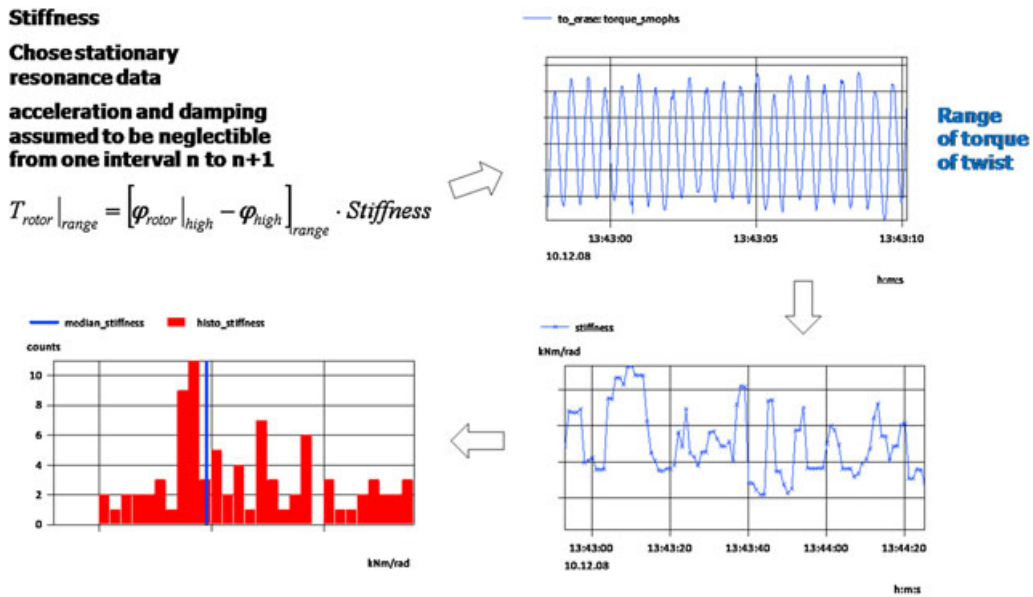 Stiffness
Chose stationary
resonance data
acceleration and damping
assumed to be neglectible
from one interval n to n+1
T_rotor|_range = [φ_rotor|_high − φ_high]_range · Stiffness
to_erase: torque_smophs
13:43:00
13:43:05
13:43:10
10.12.08
h:m:s
Range
of torque
of twist
median_stiffness
histo_stiffness
counts
10
8
6
4
2
0
kNm/rad
stiffness
kNm/rad
13:43:00
13:43:20
13:43:40
13:44:00
13:44:20
10.12.08
h:m:s